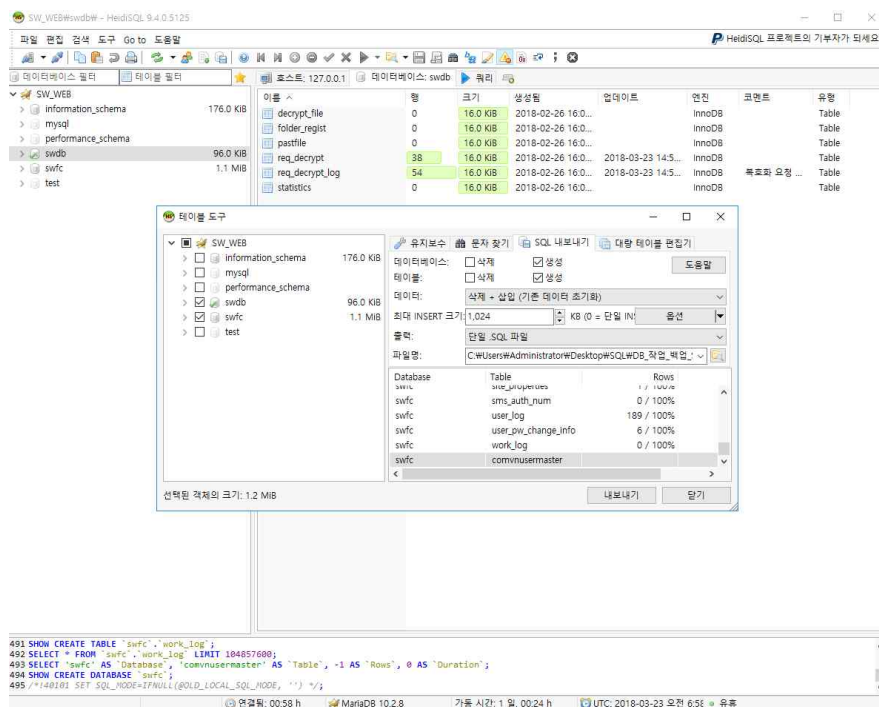 SW_WEB₩swdb₩ - HeidiSQL 9.4.0.5125
파일 편집 검색 도구 Go to 도움말
HeidiSQL 프로젝트의 기부자가 되세요
데이터베이스 필터 테이블 필터 호스트: 127.0.0.1 데이터베이스: swdb 쿼리
SW_WEB
information_schema 176.0 KiB
mysql
performance_schema
swdb 96.0 KiB
swfc 1.1 MiB
test
이름 행 크기 생성됨 업데이트 엔진 코멘트 유형
decrypt_file 0 16.0 KiB 2018-02-26 16:0... InnoDB Table
folder_regist 0 16.0 KiB 2018-02-26 16:0... InnoDB Table
pastfile 0 16.0 KiB 2018-02-26 16:0... InnoDB Table
req_decrypt 38 16.0 KiB 2018-02-26 16:0... 2018-03-23 14:5... InnoDB Table
req_decrypt_log 54 16.0 KiB 2018-02-26 16:0... 2018-03-23 14:5... InnoDB 복호화 요청 ... Table
statistics 0 16.0 KiB 2018-02-26 16:0... InnoDB Table
테이블 도구
SW_WEB
information_schema 176.0 KiB
mysql
performance_schema
swdb 96.0 KiB
swfc 1.1 MiB
test
유지보수 문자 찾기 SQL 내보내기 대량 테이블 편집기
데이터베이스: 삭제 생성 도움말
테이블: 삭제 생성
데이터: 삭제 + 삽입 (기존 데이터 초기화)
최대 INSERT 크기: 1,024 KB (0 = 단일 IN 옵션
출력: 단일 .SQL 파일
파일명: C:₩Users₩Administrator₩Desktop₩SQL₩DB_작업_백업_
Database Table Rows
swfc site_properties 1 / 100%
swfc sms_auth_num 0 / 100%
swfc user_log 189 / 100%
swfc user_pw_change_info 6 / 100%
swfc work_log 0 / 100%
swfc comvnusermaster
선택된 객체의 크기: 1.2 MiB 내보내기 닫기
491 SHOW CREATE TABLE `swfc`.`work_log`;
492 SELECT * FROM `swfc`.`work_log` LIMIT 104857600;
493 SELECT 'swfc' AS `Database`, 'comvnusermaster' AS `Table`, -1 AS `Rows`, 0 AS `Duration`;
494 SHOW CREATE DATABASE `swfc`;
495 /*!40101 SET SQL_MODE=IFNULL(@OLD_LOCAL_SQL_MODE, '') */;
연결됨: 00:58 h MariaDB 10.2.8 가동 시간: 1 일, 00:24 h UTC: 2018-03-23 오전 6:58 유휴